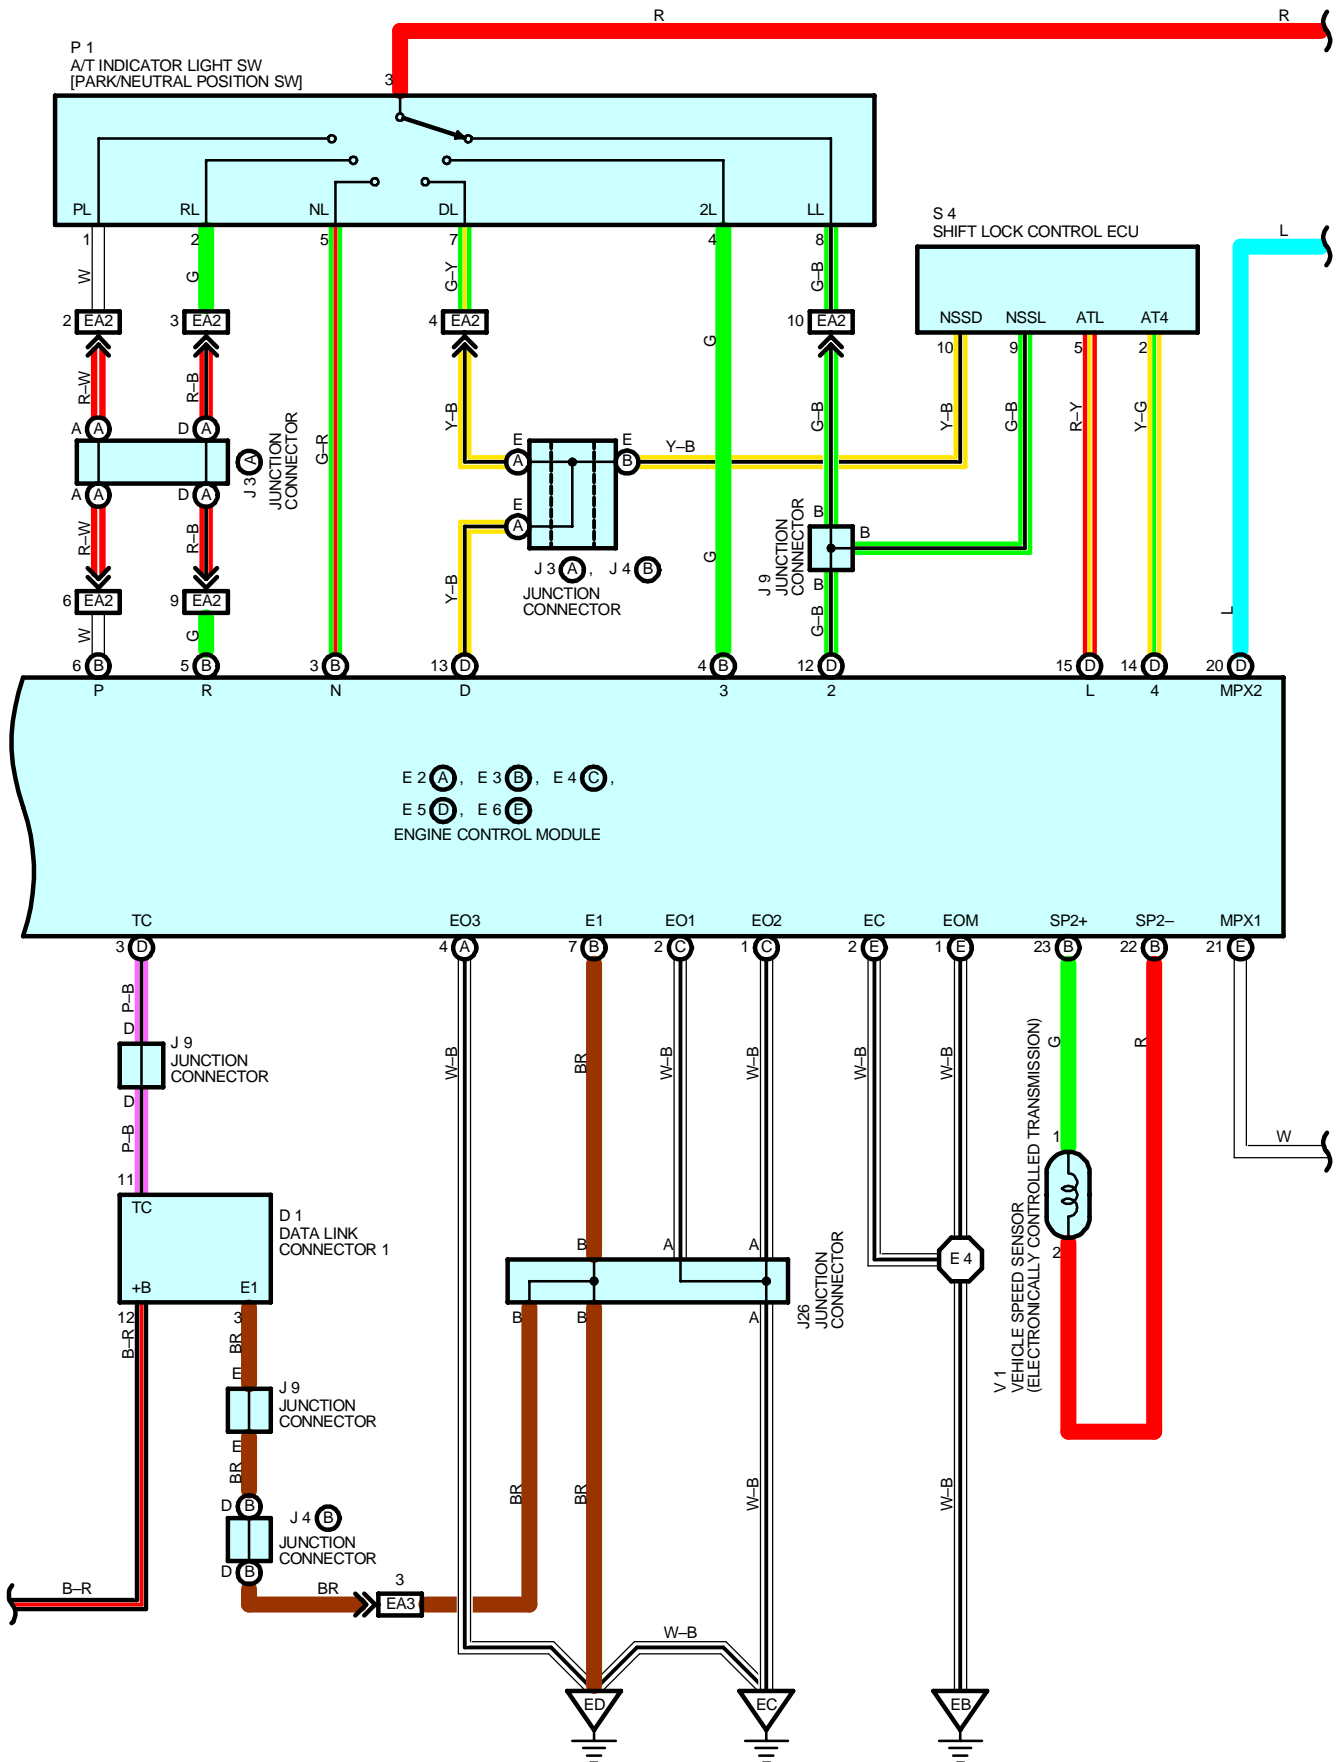 R R
P 1
A/T INDICATOR LIGHT SW
[PARK/NEUTRAL POSITION SW]
3
PL RL NL DL 2L LL
1 2 5 7 4 8
S 4
SHIFT LOCK CONTROL ECU
L
W G G–Y G–B
NSSD NSSL ATL AT4
2 EA2 3 EA2 4 EA2 10 EA2
10 9 5 2
G
R–W R–B Y–B G–B Y–B G–B R–Y Y–G
A A D A
G–R
J 3 A
JUNCTION
CONNECTOR
E A E B Y–B
A A D A
E A
B
B
J 9
JUNCTION
CONNECTOR
R–W R–B
J 3 A, J 4 B
JUNCTION
CONNECTOR
G
B
6 EA2 9 EA2
Y–B G–B L
W G
6 B 5 B 3 B 13 D 4 B 12 D 15 D 14 D 20 D
P R N D 3 2 L 4 MPX2
E 2 A, E 3 B, E 4 C,
E 5 D, E 6 E
ENGINE CONTROL MODULE
TC EO3 E1 EO1 EO2 EC EOM SP2+ SP2– MPX1
3 D 4 A 7 B 2 C 1 C 2 E 1 E 23 B 22 B 21 E
P–B
D
J 9
JUNCTION
CONNECTOR
W–B BR W–B W–B W–B W–B G R
D
P–B
W
11
1
TC
D 1
DATA LINK
CONNECTOR 1
+B E1
B A A
E 4
2
V 1
VEHICLE SPEED SENSOR
(ELECTRONICALLY CONTROLLED TRANSMISSION)
12 3
B B A
J26
JUNCTION
CONNECTOR
B–R BR
E
J 9
JUNCTION
CONNECTOR
E
BR BR BR W–B W–B
D B
J 4 B
JUNCTION
CONNECTOR
D B
B–R BR 3
EA3
W–B
ED EC EB